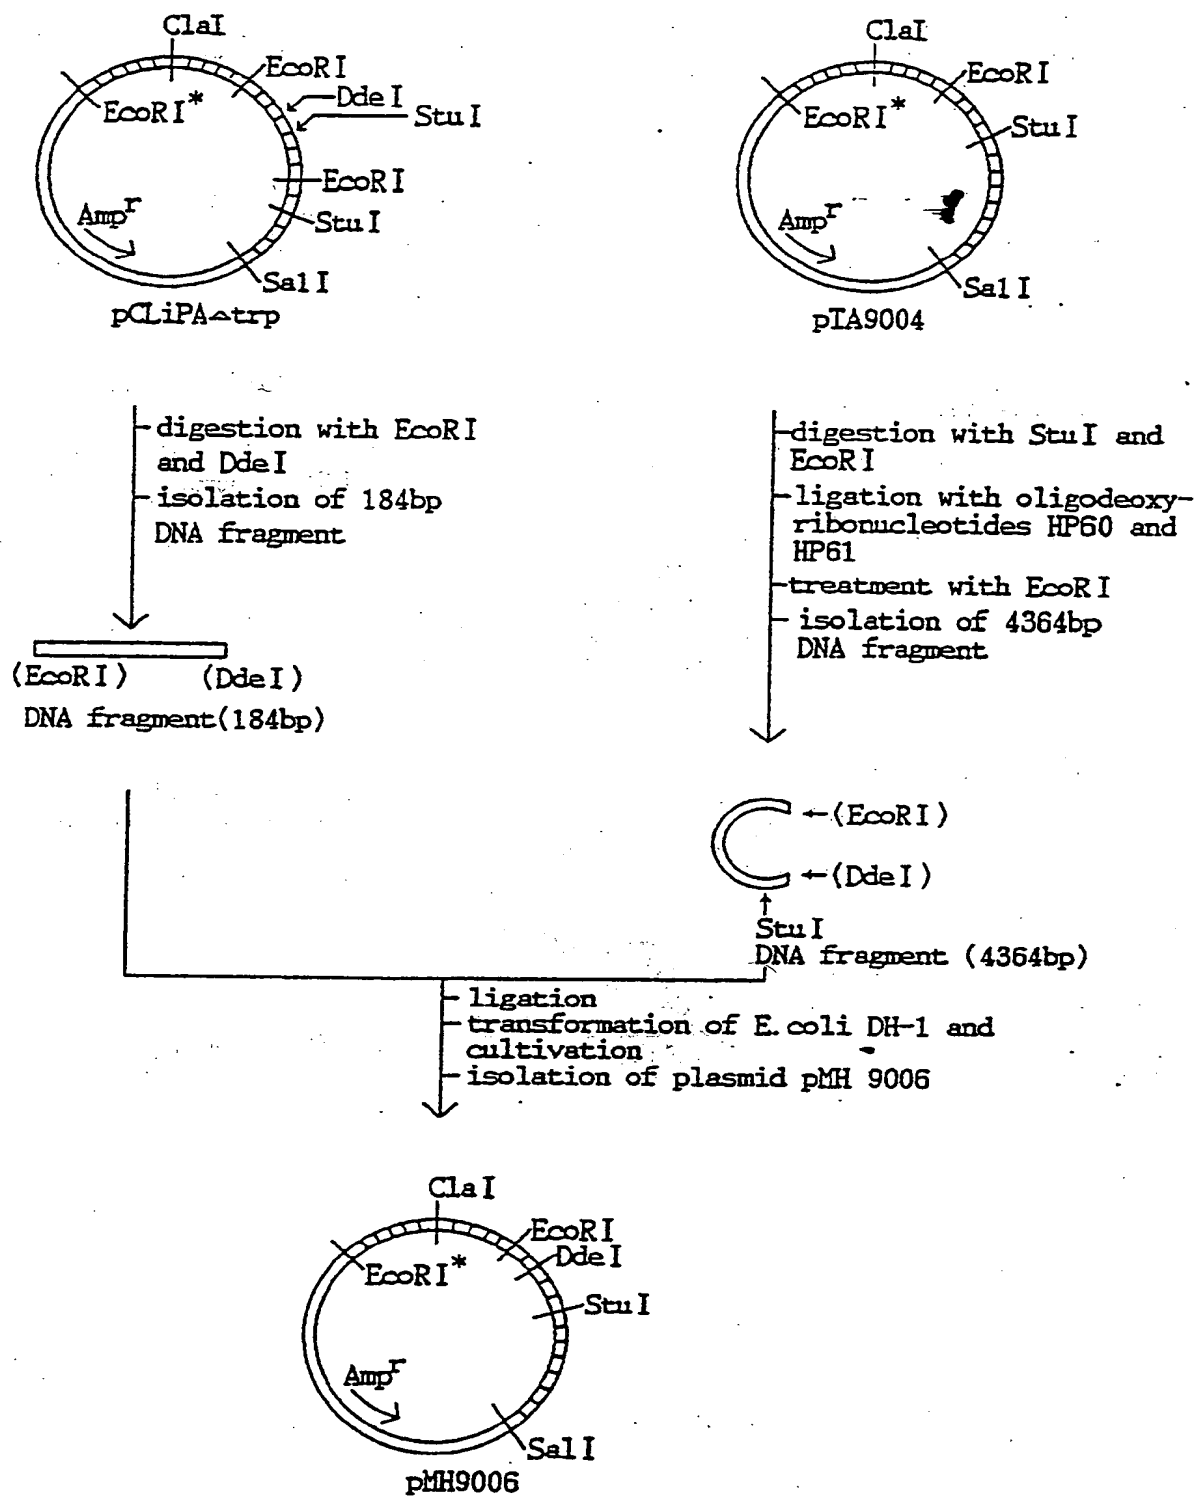 ClaI
EcoRI
DdeI
StuI
EcoRI*
EcoRI
StuI
Ampr
SalI
pCLiPA△trp
ClaI
EcoRI
EcoRI*
StuI
Ampr
SalI
pTA9004
digestion with EcoRI
and DdeI
isolation of 184bp
DNA fragment
(EcoRI) (DdeI)
DNA fragment(184bp)
digestion with StuI and
EcoRI
ligation with oligodeoxy-
ribonucleotides HP60 and
HP61
treatment with EcoRI
isolation of 4364bp
DNA fragment
(EcoRI)
(DdeI)
StuI
DNA fragment (4364bp)
ligation
transformation of E.coli DH-1 and
cultivation
isolation of plasmid pMH 9006
ClaI
EcoRI
DdeI
EcoRI*
StuI
Ampr
SalI
pMH9006